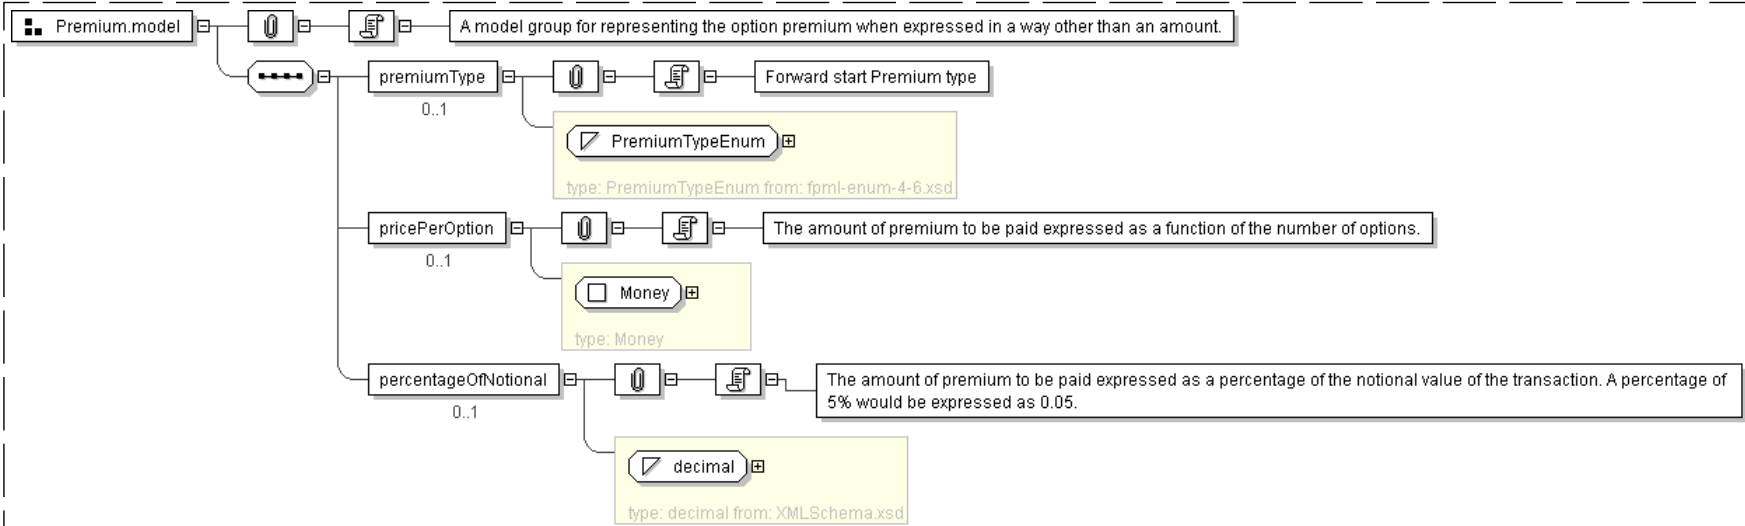 Premium.model
A model group for representing the option premium when expressed in a way other than an amount.
premiumType
Forward start Premium type
0..1
PremiumTypeEnum
type: PremiumTypeEnum from: fpml-enum-4-6.xsd
pricePerOption
The amount of premium to be paid expressed as a function of the number of options.
0..1
Money
type: Money
percentageOfNotional
The amount of premium to be paid expressed as a percentage of the notional value of the transaction. A percentage of
5% would be expressed as 0.05.
0..1
decimal
type: decimal from: XMLSchema.xsd